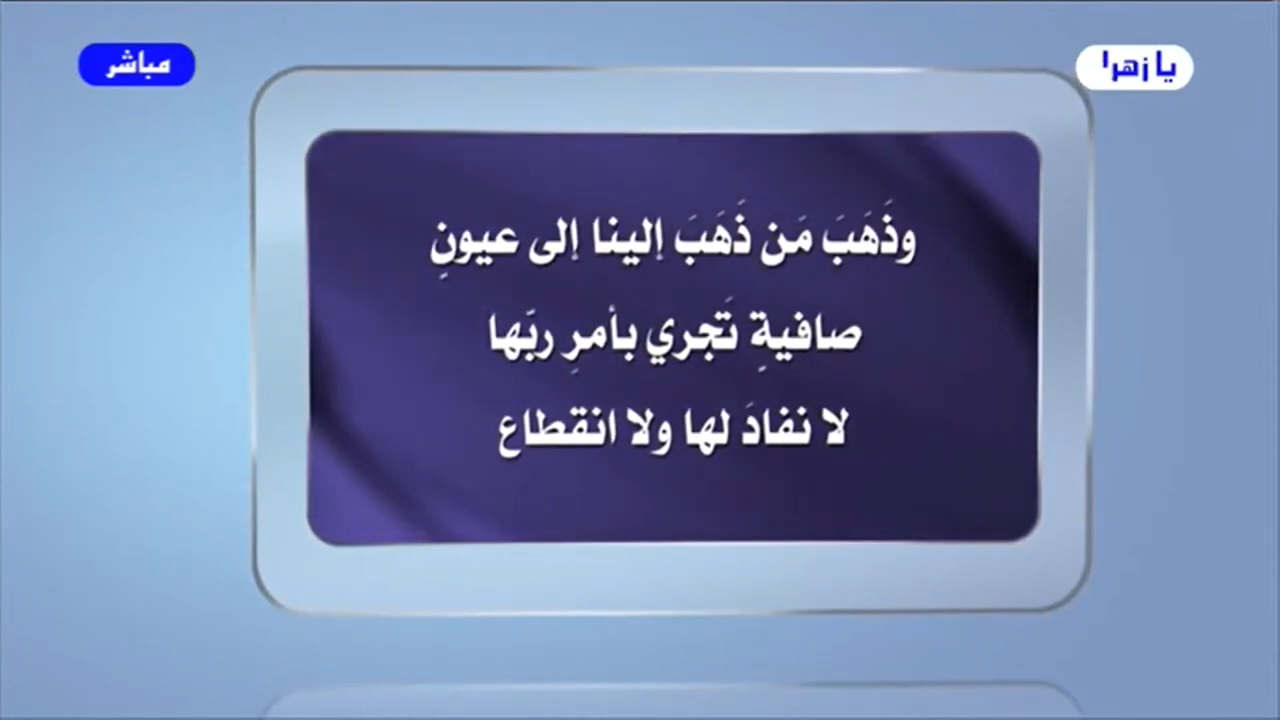 يا زهرا
مباشر
وذَهَبَ مَن ذَهَبَ إلينا إلى عيونٍ
صافيةٍ تَجري بأمرِ ربّها
لا نفادَ لها ولا انقطاع